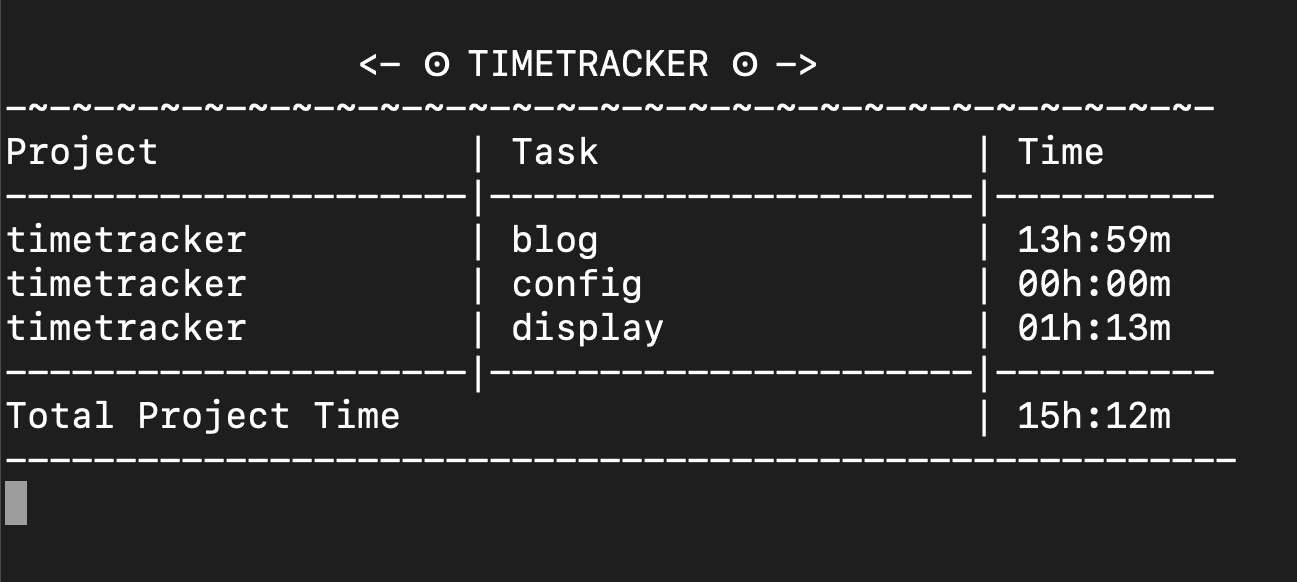 <- ⊙ TIMETRACKER ⊙ ->
-~-~-~-~-~-~-~-~-~-~-~-~-~-~-~-~-~-~-~-~-~-~-~-~-~-~-~-
Project | Task | Time
---------------------|----------------------|----------
timetracker | blog | 13h:59m
timetracker | config | 00h:00m
timetracker | display | 01h:13m
---------------------|----------------------|----------
Total Project Time | 15h:12m
--------------------------------------------------------